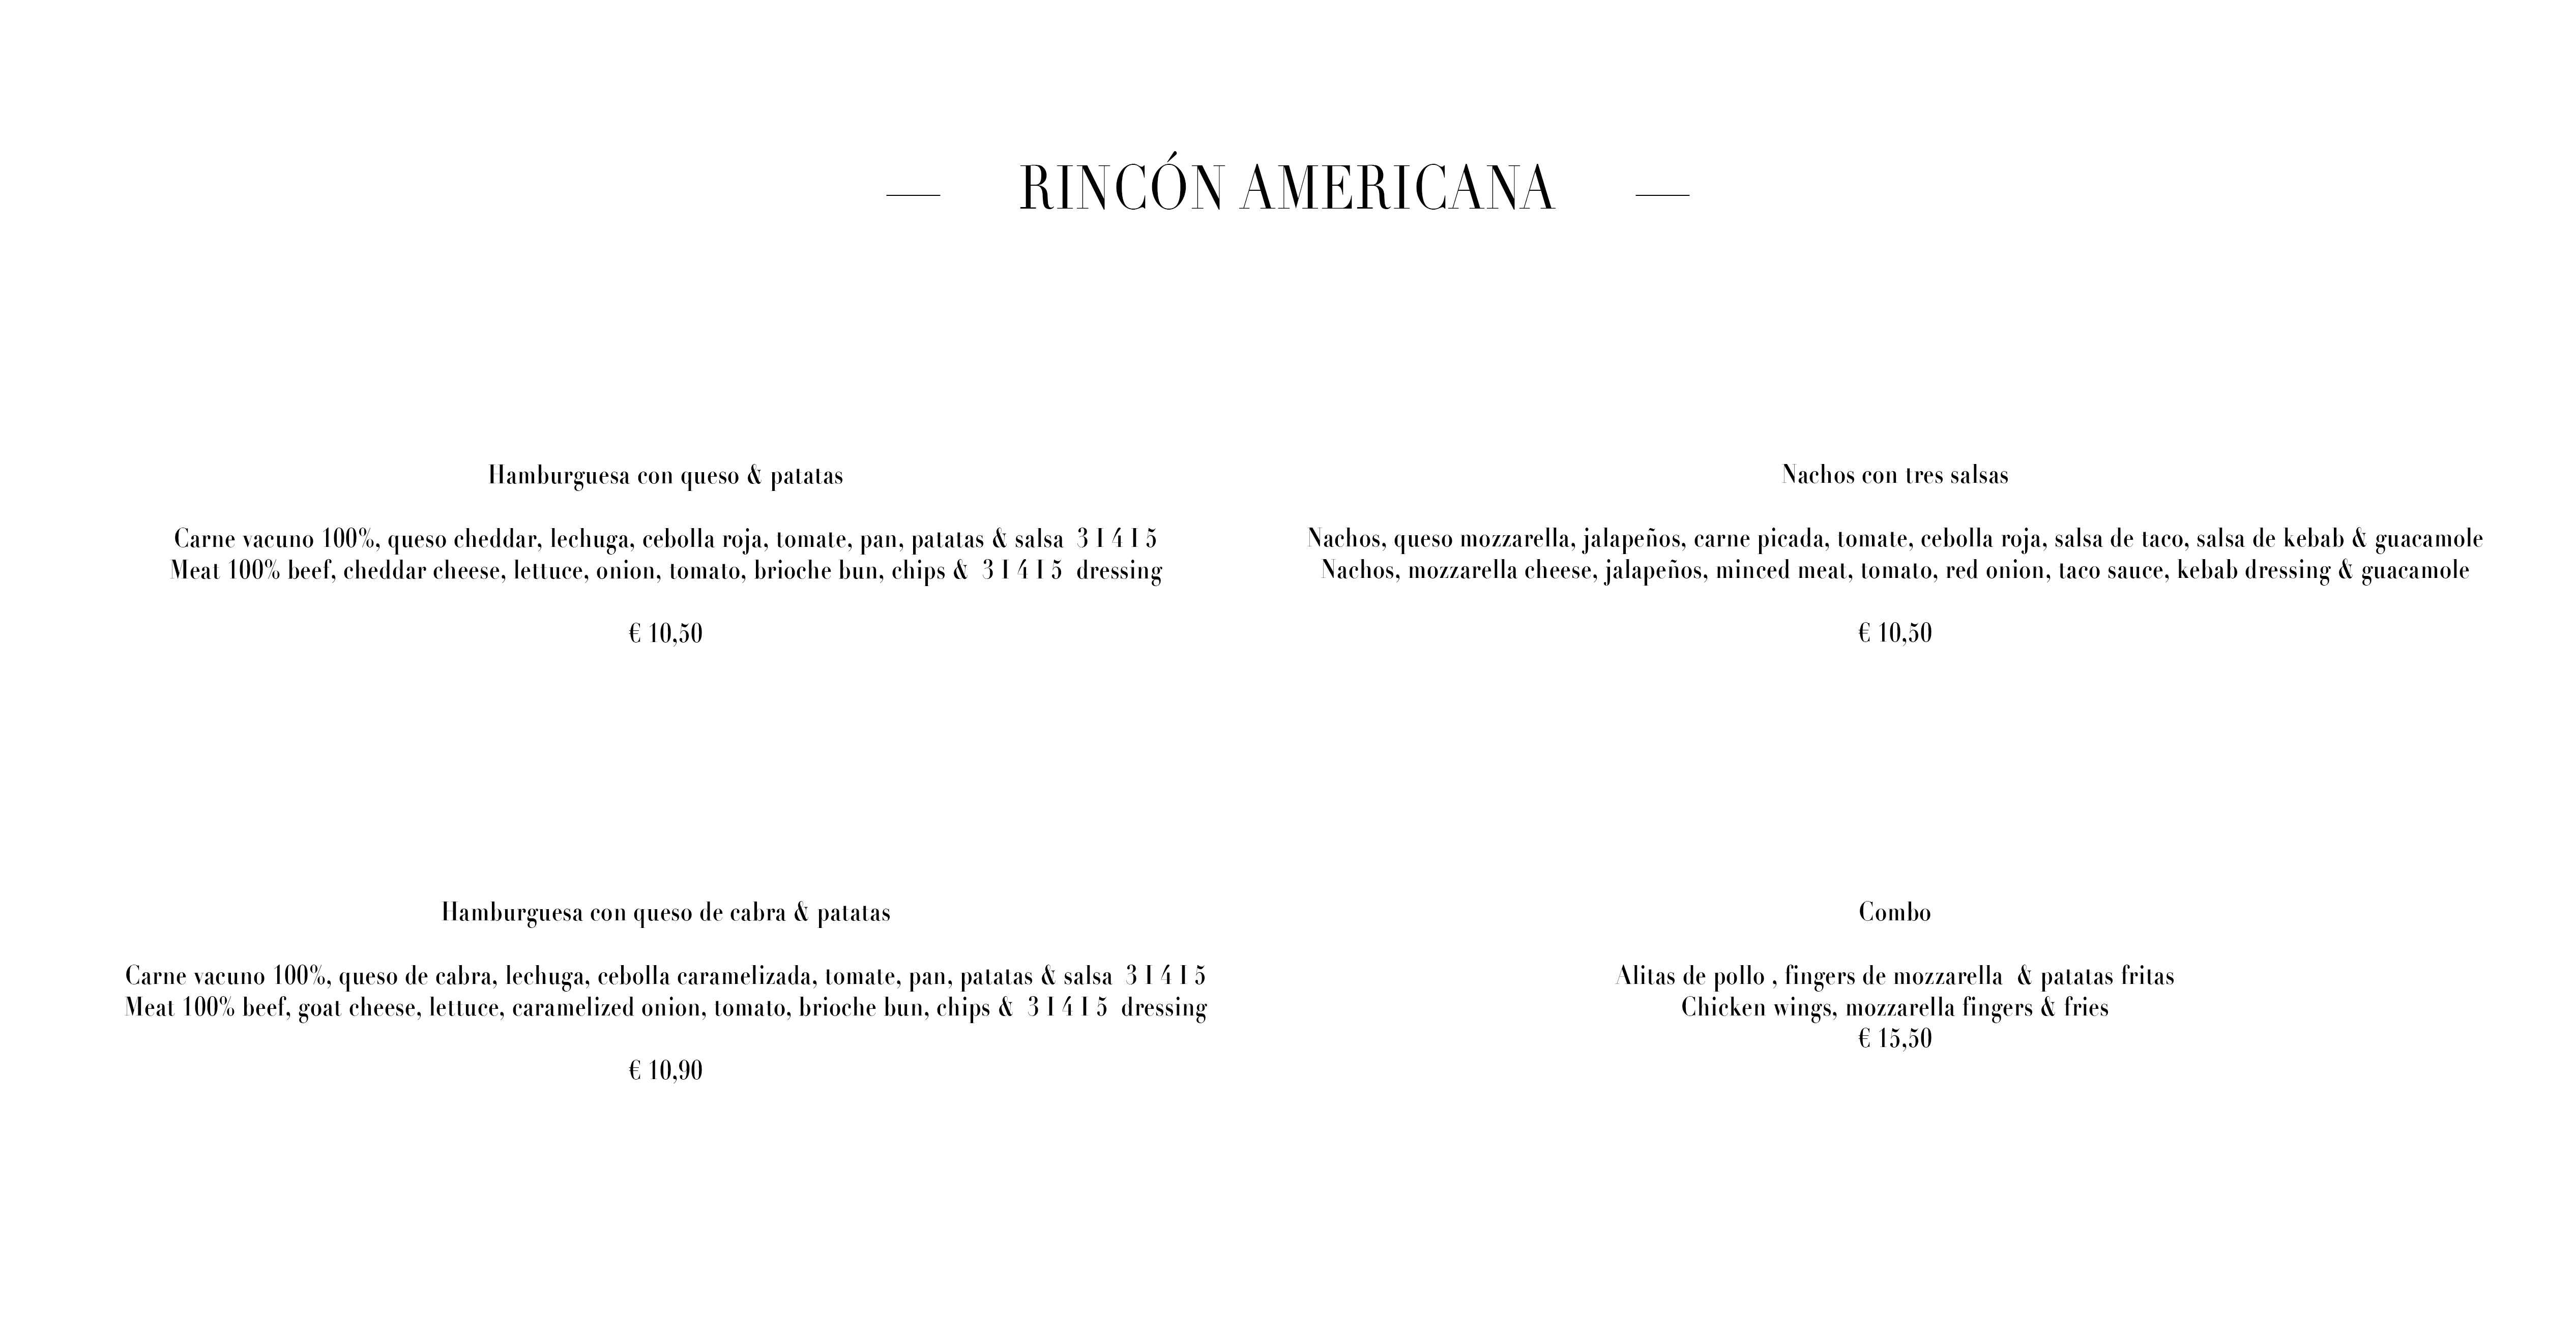 RINCÓN AMERICANA
Hamburguesa con queso & patatas
Carne vacuno 100%, queso cheddar, lechuga, cebolla roja, tomate, pan, patatas & salsa 3 I 4 I 5
Meat 100% beef, cheddar cheese, lettuce, onion, tomato, brioche bun, chips & 3 I 4 I 5 dressing
€ 10,50
Nachos con tres salsas
Nachos, queso mozzarella, jalapeños, carne picada, tomate, cebolla roja, salsa de taco, salsa de kebab & guacamole
Nachos, mozzarella cheese, jalapeños, minced meat, tomato, red onion, taco sauce, kebab dressing & guacamole
€ 10,50
Hamburguesa con queso de cabra & patatas
Carne vacuno 100%, queso de cabra, lechuga, cebolla caramelizada, tomate, pan, patatas & salsa 3 I 4 I 5
Meat 100% beef, goat cheese, lettuce, caramelized onion, tomato, brioche bun, chips & 3 I 4 I 5 dressing
€ 10,90
Combo
Alitas de pollo , fingers de mozzarella & patatas fritas
Chicken wings, mozzarella fingers & fries
€ 15,50